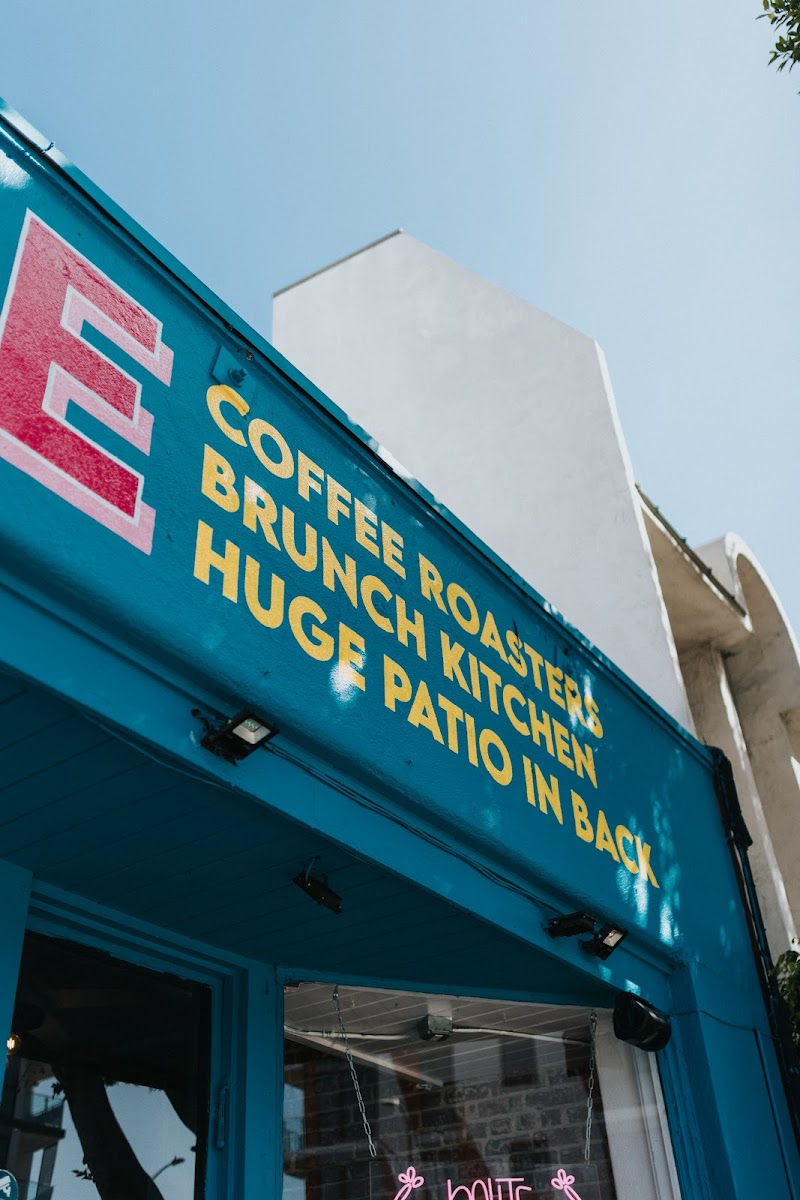 E
COFFEE ROASTERS
BRUNCH KITCHEN
HUGE PATIO IN BACK